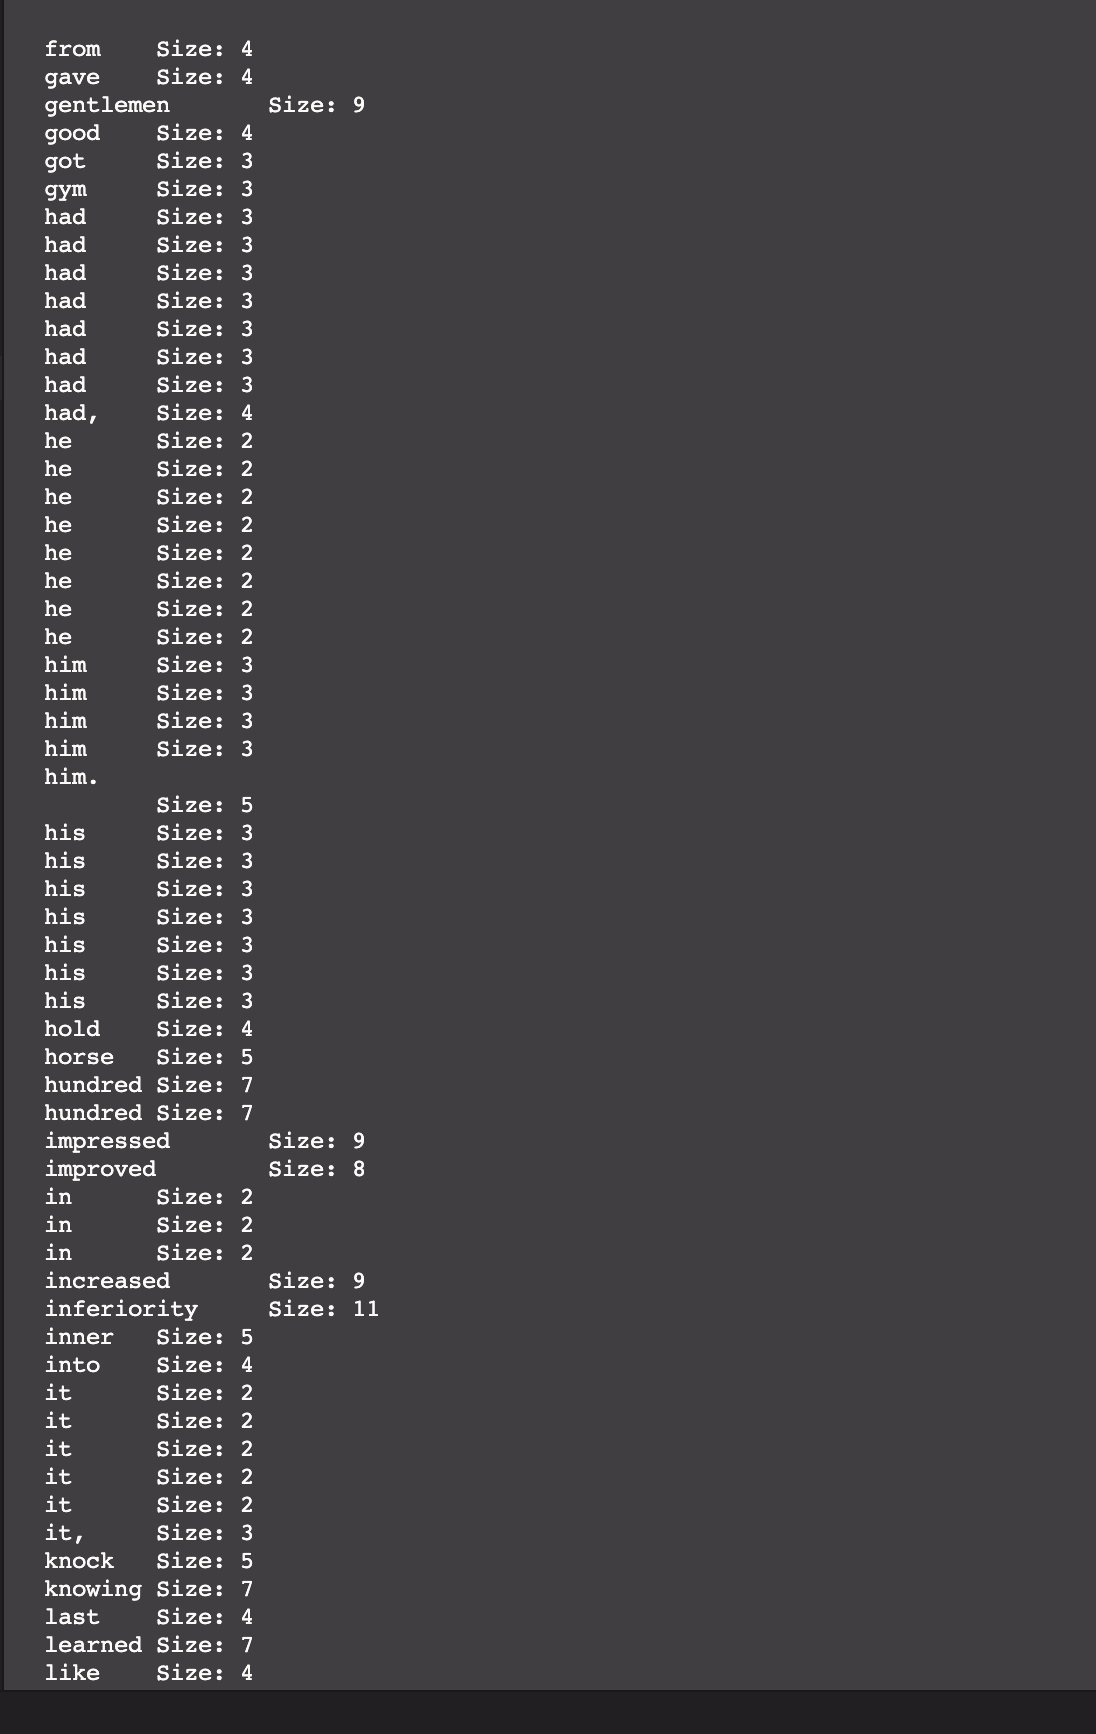 from    Size: 4
gave    Size: 4
gentlemen       Size: 9
good    Size: 4
got     Size: 3
gym     Size: 3
had     Size: 3
had     Size: 3
had     Size: 3
had     Size: 3
had     Size: 3
had     Size: 3
had     Size: 3
had,    Size: 4
he      Size: 2
he      Size: 2
he      Size: 2
he      Size: 2
he      Size: 2
he      Size: 2
he      Size: 2
he      Size: 2
him     Size: 3
him     Size: 3
him     Size: 3
him     Size: 3
him.
        Size: 5
his     Size: 3
his     Size: 3
his     Size: 3
his     Size: 3
his     Size: 3
his     Size: 3
his     Size: 3
hold    Size: 4
horse   Size: 5
hundred Size: 7
hundred Size: 7
impressed       Size: 9
improved        Size: 8
in      Size: 2
in      Size: 2
in      Size: 2
increased       Size: 9
inferiority     Size: 11
inner   Size: 5
into    Size: 4
it      Size: 2
it      Size: 2
it      Size: 2
it      Size: 2
it      Size: 2
it,     Size: 3
knock   Size: 5
knowing Size: 7
last    Size: 4
learned Size: 7
like    Size: 4